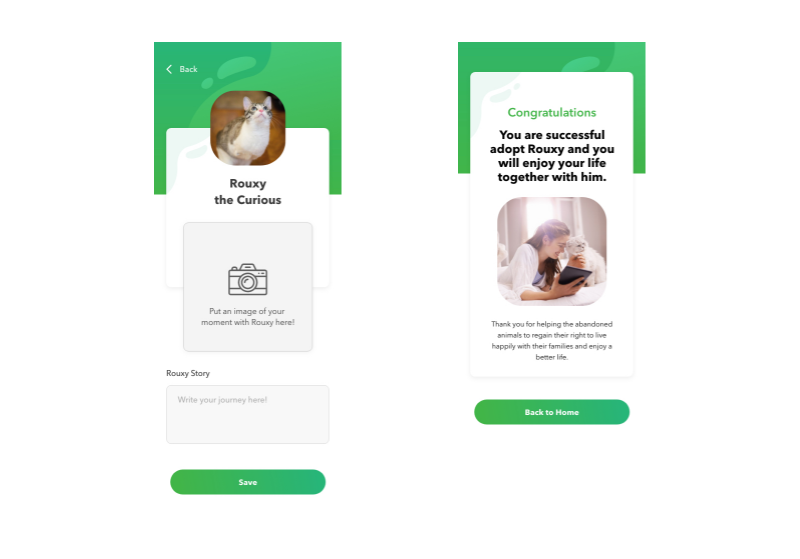 Back
Rouxy
the Curious
Put an image of your
moment with Rouxy here!
Rouxy Story
Write your journey here!
Save
Congratulations
You are successful
adopt Rouxy and you
will enjoy your life
together with him.
Thank you for helping the abandoned
animals to regain their right to live
happily with their families and enjoy a
better life.
Back to Home